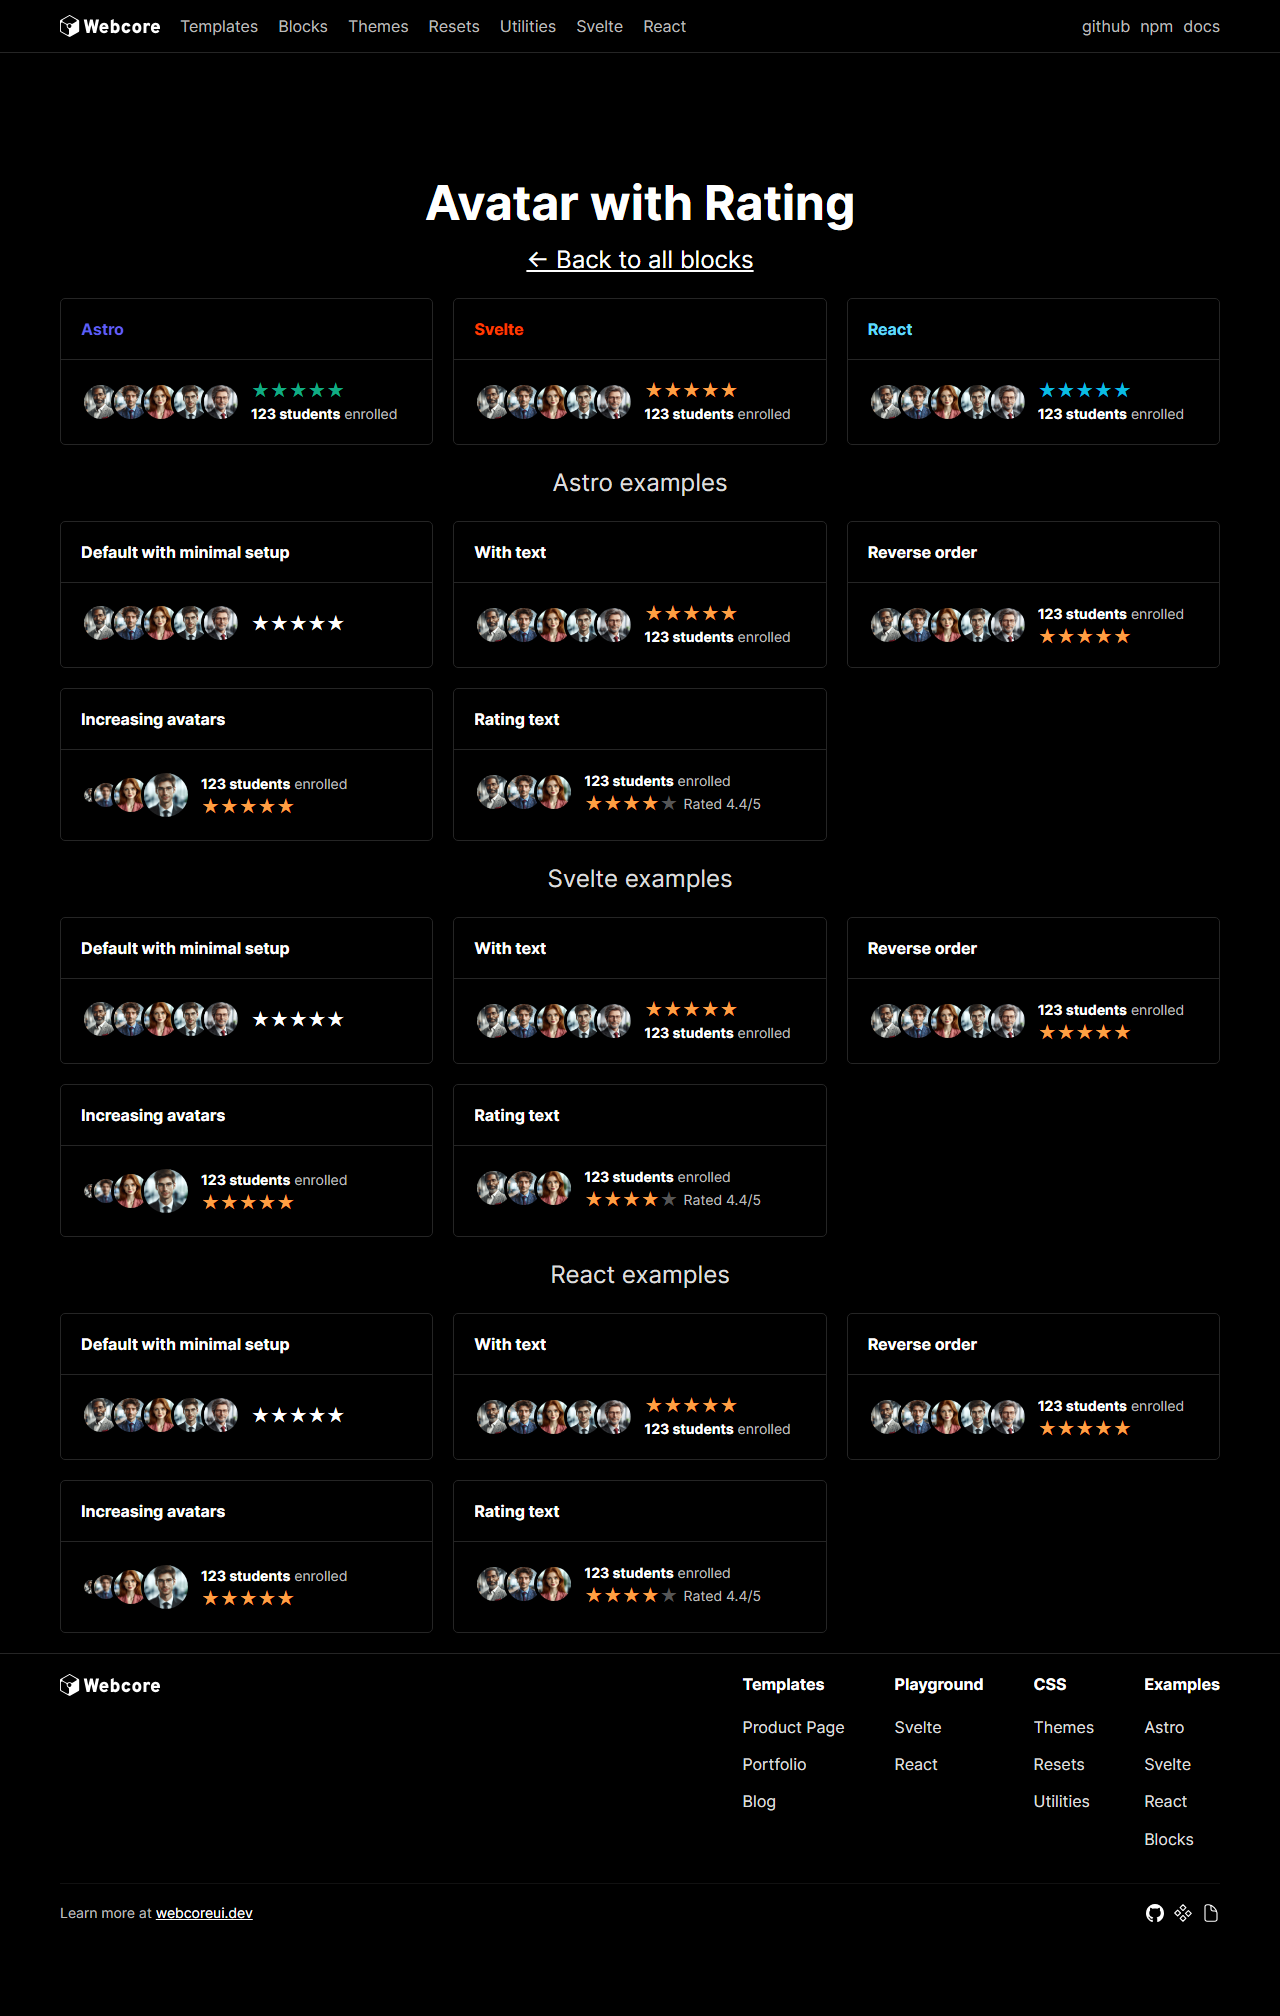 Webcore Templates Blocks Themes Resets Utilities Svelte React github npm docs
Avatar with Rating
← Back to all blocks
Astro
★★★★★
123 students enrolled
Svelte
★★★★★
123 students enrolled
React
★★★★★
123 students enrolled
Astro examples
Default with minimal setup
★★★★★
With text
★★★★★
123 students enrolled
Reverse order
123 students enrolled
★★★★★
Increasing avatars
123 students enrolled
★★★★★
Rating text
123 students enrolled
★★★★★ Rated 4.4/5
Svelte examples
Default with minimal setup
★★★★★
With text
★★★★★
123 students enrolled
Reverse order
123 students enrolled
★★★★★
Increasing avatars
123 students enrolled
★★★★★
Rating text
123 students enrolled
★★★★★ Rated 4.4/5
React examples
Default with minimal setup
★★★★★
With text
★★★★★
123 students enrolled
Reverse order
123 students enrolled
★★★★★
Increasing avatars
123 students enrolled
★★★★★
Rating text
123 students enrolled
★★★★★ Rated 4.4/5
Webcore
Templates
Product Page
Portfolio
Blog
Playground
Svelte
React
CSS
Themes
Resets
Utilities
Examples
Astro
Svelte
React
Blocks
Learn more at webcoreui.dev